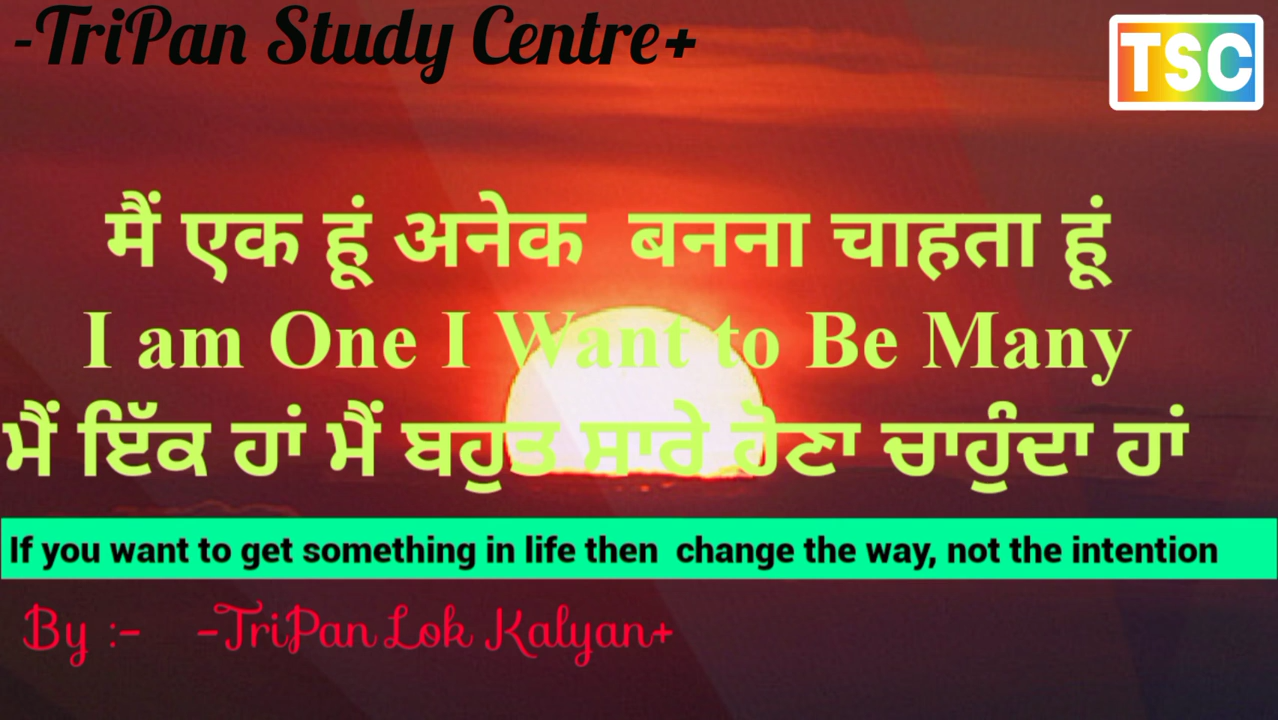 -TriPan Study Centre+
TSC
मैं एक हूं अनेक बनना चाहता हूं
I am One I Want to Be Many
ਮੈਂ ਇੱਕ ਹਾਂ ਮੈਂ ਬਹੁਤ ਸਾਰੇ ਹੋਣਾ ਚਾਹੁੰਦਾ ਹਾਂ
If you want to get something in life then change the way, not the intention
By :- -TriPan Lok Kalyan+